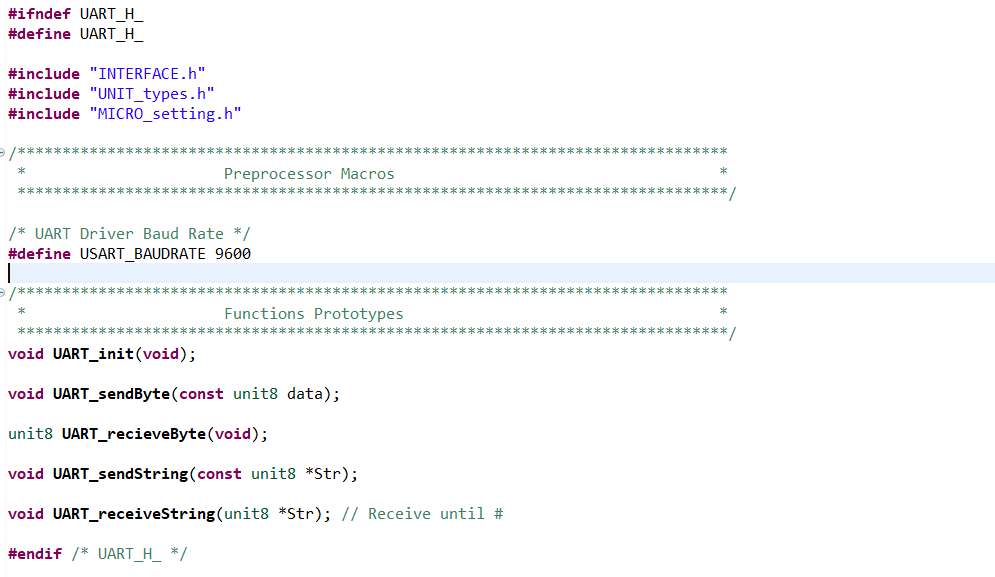 #ifndef UART_H_
#define UART_H_
#include "INTERFACE.h"
#include "UNIT_types.h"
#include "MICRO_setting.h"
/*******************************************************************************
 *                      Preprocessor Macros                                    *
 *******************************************************************************/
/* UART Driver Baud Rate */
#define USART_BAUDRATE 9600
/*******************************************************************************
 *                      Functions Prototypes                                   *
 *******************************************************************************/
void UART_init(void);
void UART_sendByte(const unit8 data);
unit8 UART_recieveByte(void);
void UART_sendString(const unit8 *Str);
void UART_receiveString(unit8 *Str); // Receive until #
#endif /* UART_H_ */